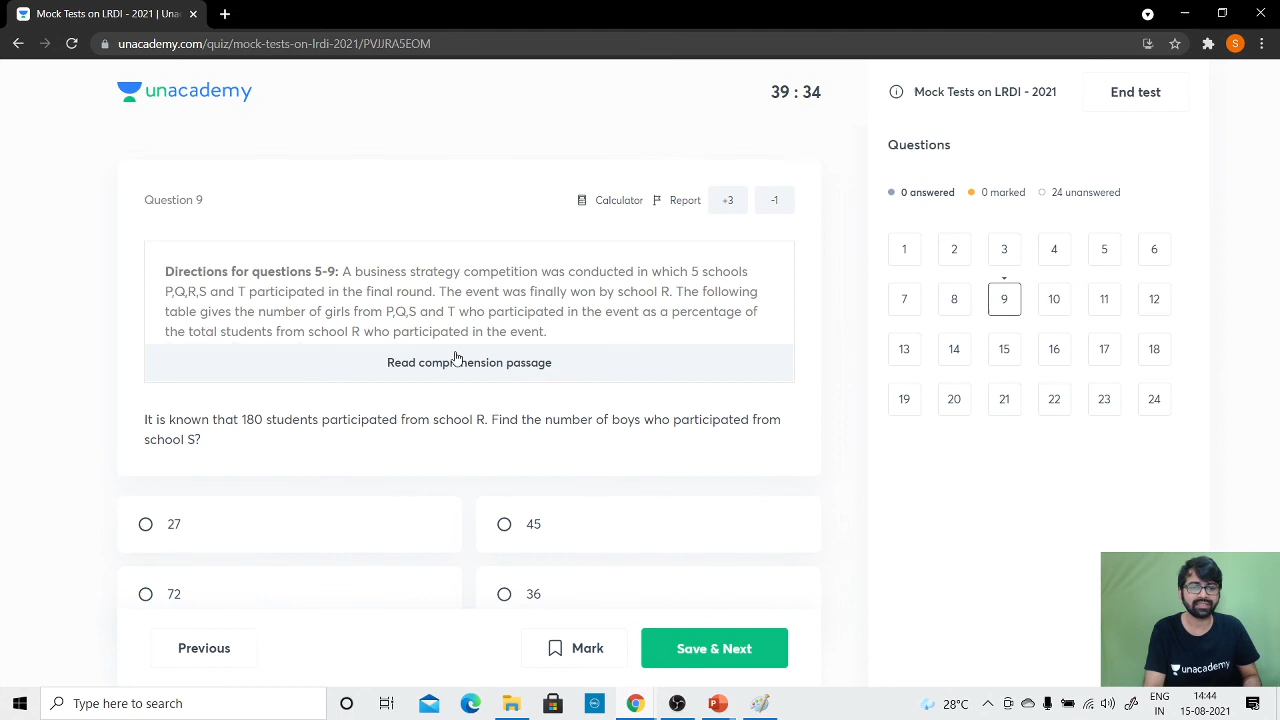 Mock Tests on LRDI - 2021 | Una
unacademy.com/quiz/mock-tests-on-lrdi-2021/PVJJRA5EOM
S
unacademy
39 : 34
Mock Tests on LRDI - 2021
End test
Question 9
Calculator
Report
+3
-1
Directions for questions 5-9: A business strategy competition was conducted in which 5 schools
P,Q,R,S and T participated in the final round. The event was finally won by school R. The following
table gives the number of girls from P,Q,S and T who participated in the event as a percentage of
the total students from school R who participated in the event.
Read comprehension passage
It is known that 180 students participated from school R. Find the number of boys who participated from
school S?
27
45
72
36
Previous
Mark
Save & Next
Questions
0 answered
0 marked
24 unanswered
1 2 3 4 5 6
7 8 9 10 11 12
13 14 15 16 17 18
19 20 21 22 23 24
unacademy
Type here to search
28°C
ENG
IN
14:44
15-08-2021